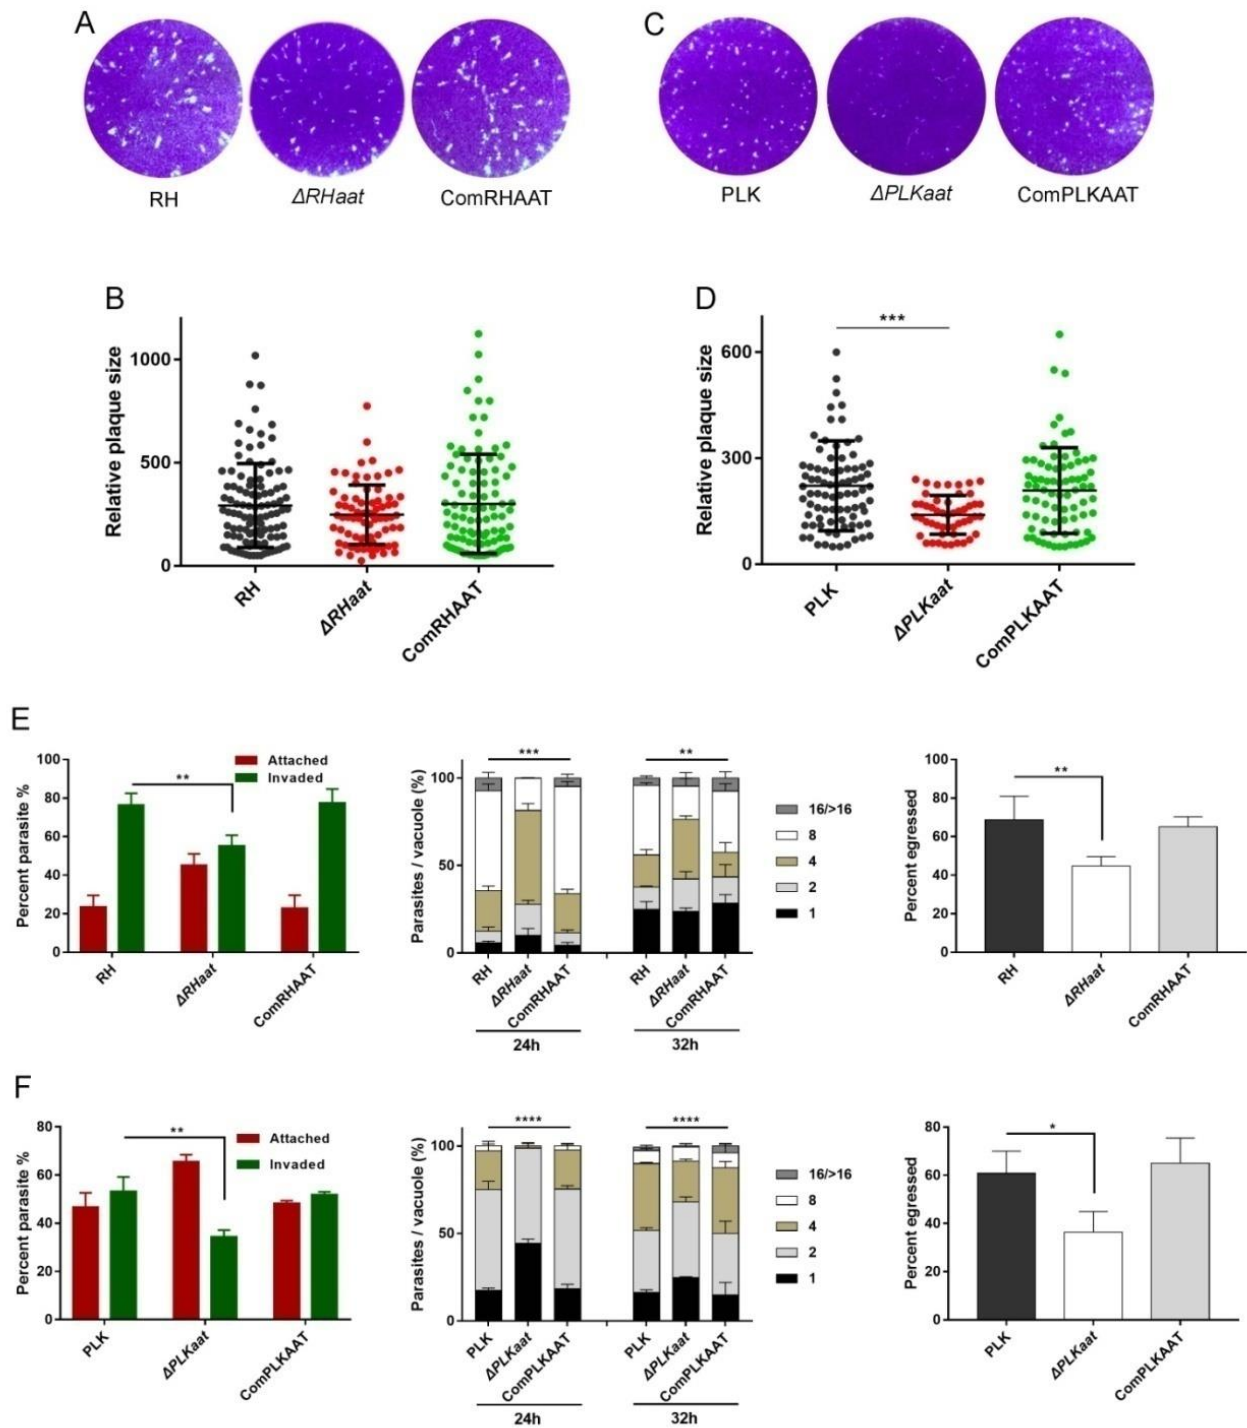 A
C
RH
ΔRHaat
ComRHAAT
PLK
ΔPLKaat
ComPLKAAT
B
Relative plaque size
1000
500
0
RH
ΔRHaat
ComRHAAT
D
Relative plaque size
600
300
0
***
PLK
ΔPLKaat
ComPLKAAT
E
Percent parasite %
100
80
60
40
20
0
**
Attached
Invaded
RH
ΔRHaat
ComRHAAT
Parasites / vacuole (%)
100
50
0
***
**
16/>16
8
4
2
1
RH
ΔRHaat
ComRHAAT
RH
ΔRHaat
ComRHAAT
24h
32h
Percent egressed
100
80
60
40
20
0
**
RH
ΔRHaat
ComRHAAT
F
Percent parasite %
80
60
40
20
0
**
Attached
Invaded
PLK
ΔPLKaat
ComPLKAAT
Parasites / vacuole (%)
100
50
0
****
****
16/>16
8
4
2
1
PLK
ΔPLKaat
ComPLKAAT
PLK
ΔPLKaat
ComPLKAAT
24h
32h
Percent egressed
80
60
40
20
0
*
PLK
ΔPLKaat
ComPLKAAT